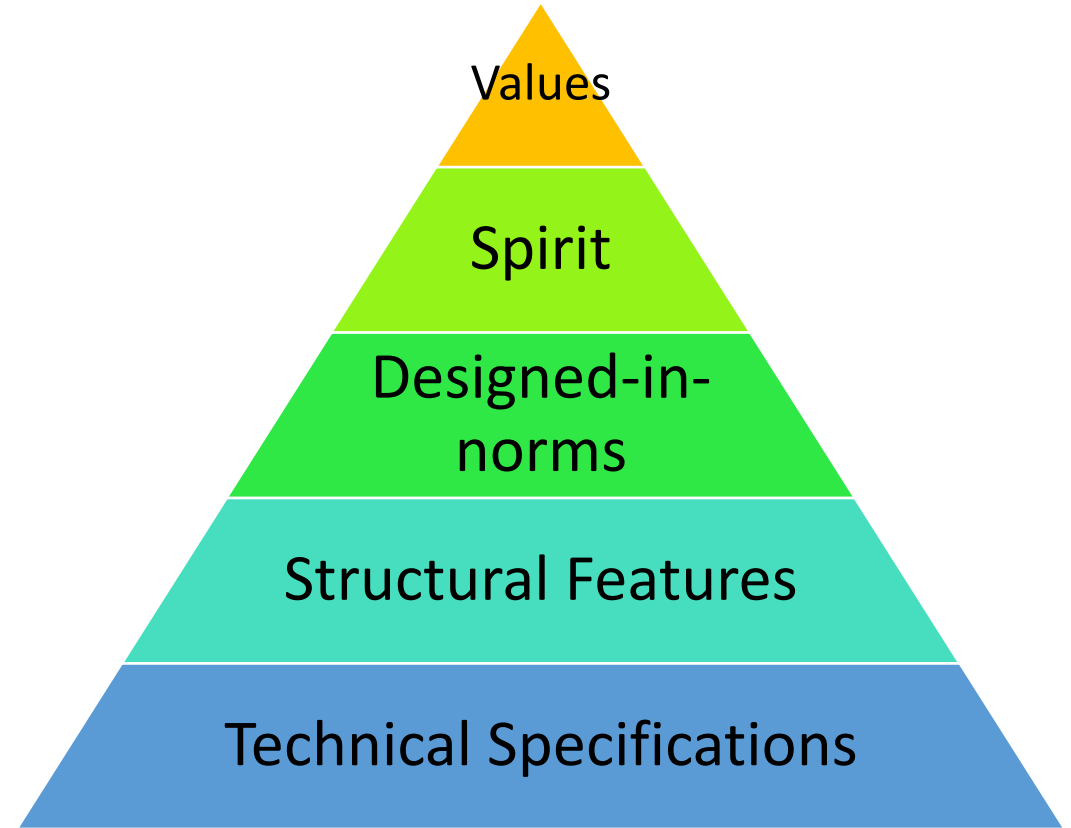 Values
Spirit
Designed-in-
norms
Structural Features
Technical Specifications